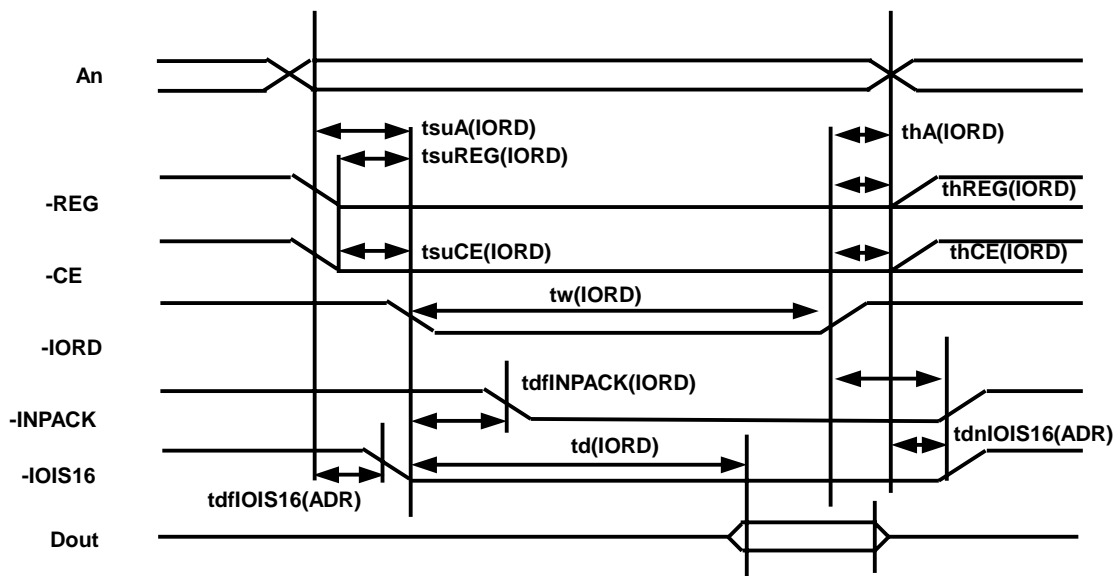 An
tsuA(IORD)
thA(IORD)
tsuREG(IORD)
-REG
thREG(IORD)
tsuCE(IORD)
thCE(IORD)
-CE
tw(IORD)
-IORD
tdfINPACK(IORD)
-INPACK
td(IORD)
tdnIOIS16(ADR)
-IOIS16
tdfIOIS16(ADR)
Dout